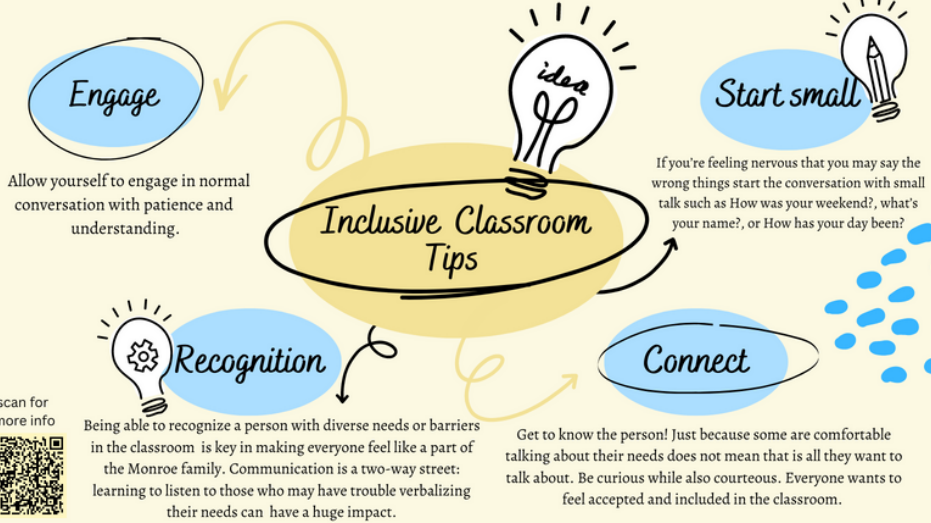 Engage
Allow yourself to engage in normal
conversation with patience and
understanding.
idea
Inclusive Classroom
Tips
Start small
If you're feeling nervous that you may say the
wrong things start the conversation with small
talk such as How was your weekend?, what's
your name?, or How has your day been?
Recognition
scan for
more info
Being able to recognize a person with diverse needs or barriers
in the classroom is key in making everyone feel like a part of
the Monroe family. Communication is a two-way street:
learning to listen to those who may have trouble verbalizing
their needs can have a huge impact.
Connect
Get to know the person! Just because some are comfortable
talking about their needs does not mean that is all they want to
talk about. Be curious while also courteous. Everyone wants to
feel accepted and included in the classroom.